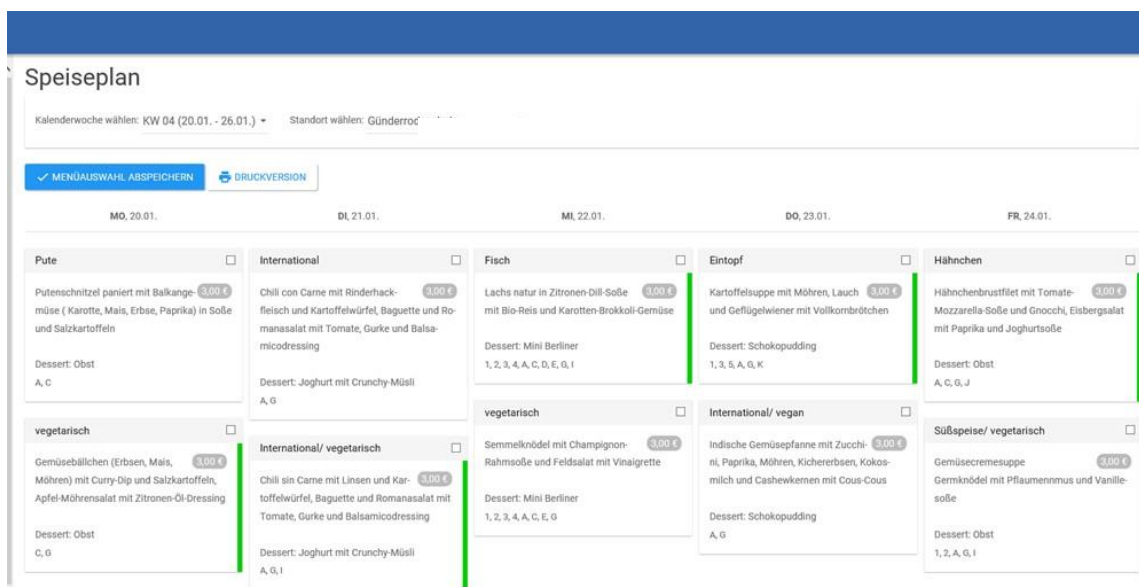 Speiseplan
Kalenderwoche wählen: KW 04 (20.01. - 26.01.) Standort wählen:
MENÜAUSWAHL ABSPEICHERN DRUCKVERSION
MO, 20.01.
Pute
Putenschnitzel paniert mit Balkange- 3,00 €
müse ( Karotte, Mais, Erbse, Paprika) in Soße
und Salzkartoffeln
Dessert: Obst
A, C
vegetarisch
Gemüsebällchen (Erbsen, Mais, 3,00 €
Möhren) mit Curry-Dip und Salzkartoffeln,
Apfel-Möhrensalat mit Zitronen-Öl-Dressing
Dessert: Obst
C, G
DI, 21.01.
International
Chili con Carne mit Rinderhack- 3,00 €
fleisch und Kartoffelwürfel, Baguette und Ro-
manasalat mit Tomate, Gurke und Balsa-
micodressing
Dessert: Joghurt mit Crunchy-Müsli
A, G
International/ vegetarisch
Chili sin Carne mit Linsen und Kar- 3,00 €
toffelwürfel, Baguette und Romanasalat mit
Tomate, Gurke und Balsamicodressing
Dessert: Joghurt mit Crunchy-Müsli
A, G, I
MI, 22.01.
Fisch
Lachs natur in Zitronen-Dill-Soße 3,00 €
mit Bio-Reis und Karotten-Brokkoli-Gemüse
Dessert: Mini Berliner
1, 2, 3, 4, A, C, D, E, G, I
vegetarisch
Semmelknödel mit Champignon- 3,00 €
Rahmsoße und Feldsalat mit Vinaigrette
Dessert: Mini Berliner
1, 2, 3, 4, A, C, E, G
DO, 23.01.
Eintopf
Kartoffelsuppe mit Möhren, Lauch 3,00 €
und Geflügelwiener mit Vollkornbrötchen
Dessert: Schokopudding
1, 3, 5, A, G, K
International/ vegan
Indische Gemüsepfanne mit Zucchi- 3,00 €
ni, Paprika, Möhren, Kichererbsen, Kokos-
milch und Cashewkernen mit Cous-Cous
Dessert: Schokopudding
A, G
FR, 24.01.
Hähnchen
Hähnchenbrustfilet mit Tomate- 3,00 €
Mozzarella-Soße und Gnocchi, Eisbergsalat
mit Paprika und Joghurtsoße
Dessert: Obst
A, C, G, J
Süßspeise/ vegetarisch
Gemüsecremesuppe 3,00 €
Germknödel mit Pflaumennmus und Vanille-
soße
Dessert: Obst
1, 2, A, G, I